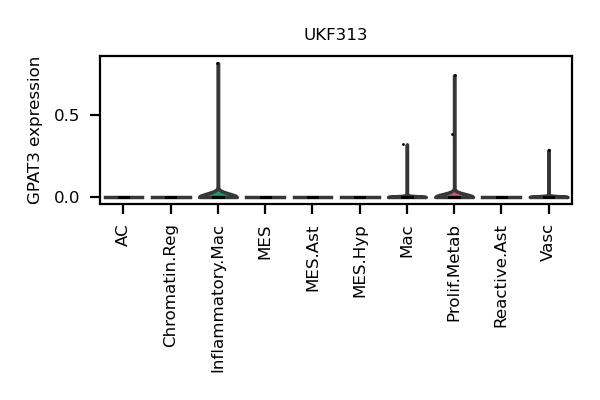 UKF313
GPAT3 expression
0.5
0.0
AC
Chromatin.Reg
Inflammatory.Mac
MES
MES.Ast
MES.Hyp
Mac
Prolif.Metab
Reactive.Ast
Vasc